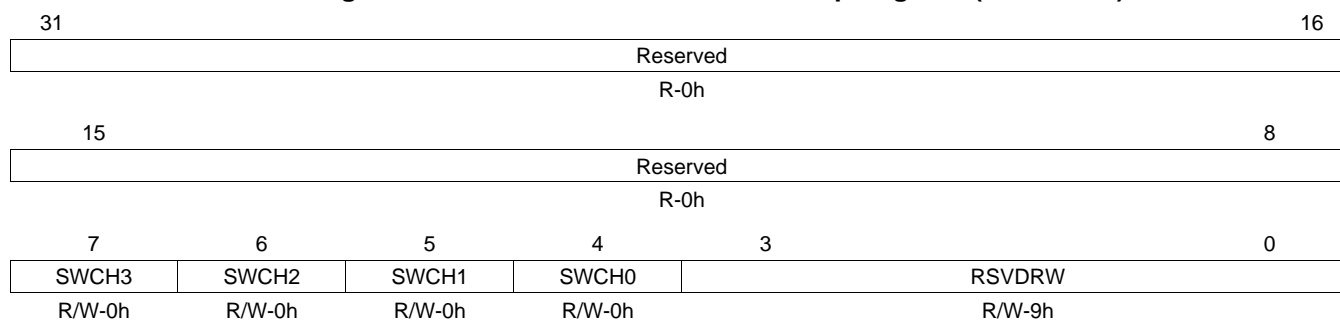 31 16
Reserved
R-0h
15 8
Reserved
R-0h
7 6 5 4 3 0
SWCH3 SWCH2 SWCH1 SWCH0 RSVDRW
R/W-0h R/W-0h R/W-0h R/W-0h R/W-9h